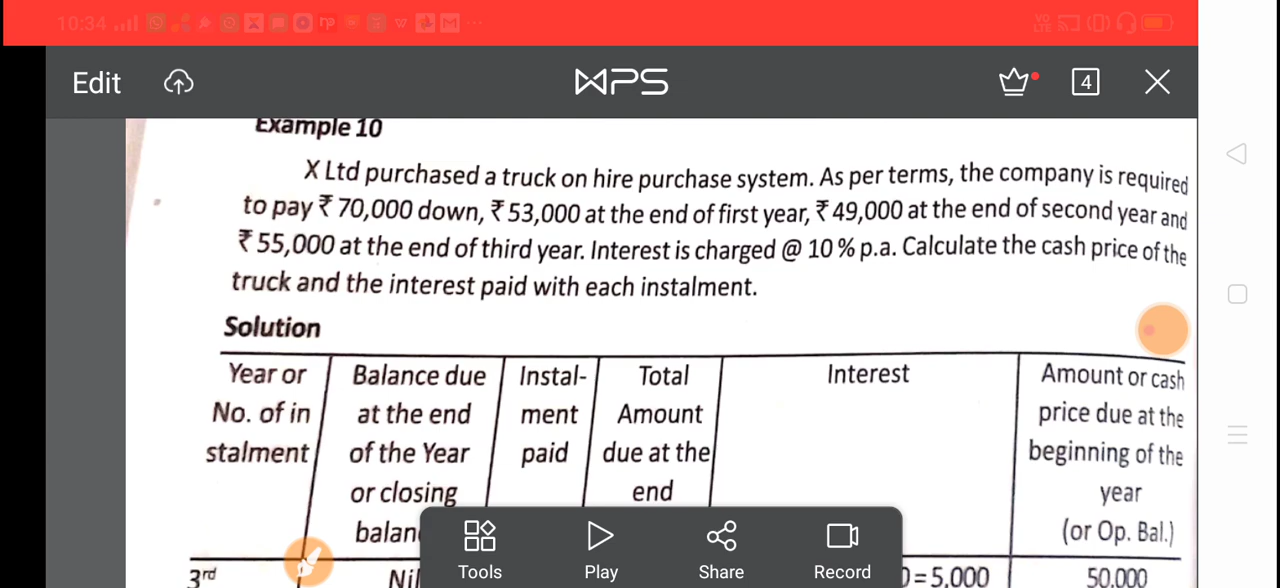 10:34
Edit
WPS
4
Example 10
X Ltd purchased a truck on hire purchase system. As per terms, the company is required
to pay ₹ 70,000 down, ₹ 53,000 at the end of first year, ₹ 49,000 at the end of second year and
₹ 55,000 at the end of third year. Interest is charged @ 10 % p.a. Calculate the cash price of the
truck and the interest paid with each instalment.
Solution
Year or
No. of in
stalment
Balance due
at the end
of the Year
or closing
Instal-
ment
paid
Total
Amount
due at the
end
Interest
Amount or cash
price due at the
beginning of the
year
(or Op. Bal.)
3rd
Nil
=5,000
50,000
Tools
Play
Share
Record